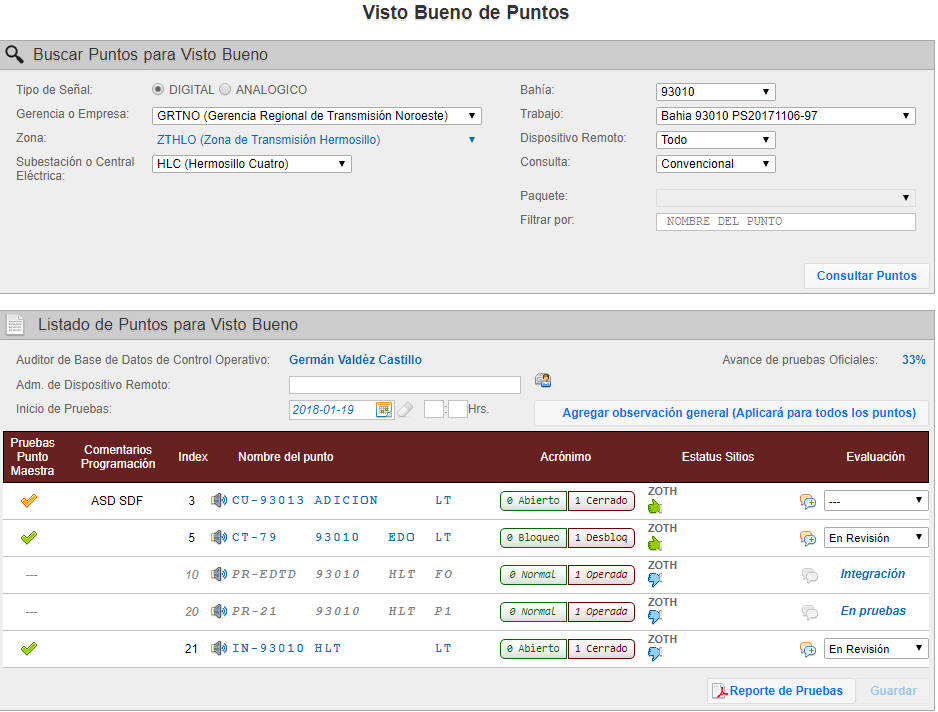 Visto Bueno de Puntos
Buscar Puntos para Visto Bueno
Tipo de Señal: DIGITAL ANALOGICO
Gerencia o Empresa: GRTNO (Gerencia Regional de Transmisión Noroeste)
Zona: ZTHLO (Zona de Transmisión Hermosillo)
Subestación o Central Eléctrica: HLC (Hermosillo Cuatro)
Bahía: 93010
Trabajo: Bahia 93010 PS20171106-97
Dispositivo Remoto: Todo
Consulta: Convencional
Paquete:
Filtrar por: NOMBRE DEL PUNTO
Consultar Puntos
Listado de Puntos para Visto Bueno
Auditor de Base de Datos de Control Operativo: Germán Valdéz Castillo Avance de pruebas Oficiales: 33%
Adm. de Dispositivo Remoto:
Inicio de Pruebas: 2018-01-19 : Hrs. Agregar observación general (Aplicará para todos los puntos)
Pruebas Punto Maestra Comentarios Programación Index Nombre del punto Acrónimo Estatus Sitios Evaluación
ASD SDF 3 CU-93013 ADICION LT 0 Abierto 1 Cerrado ZOTH ---
5 CT-79 93010 EDO LT 0 Bloqueo 1 Desbloq ZOTH En Revisión
--- 10 PR-EDTD 93010 HLT FO 0 Normal 1 Operada ZOTH Integración
--- 20 PR-21 93010 HLT P1 0 Normal 1 Operada ZOTH En pruebas
21 IN-93010 HLT LT 0 Abierto 1 Cerrado ZOTH En Revisión
Reporte de Pruebas Guardar